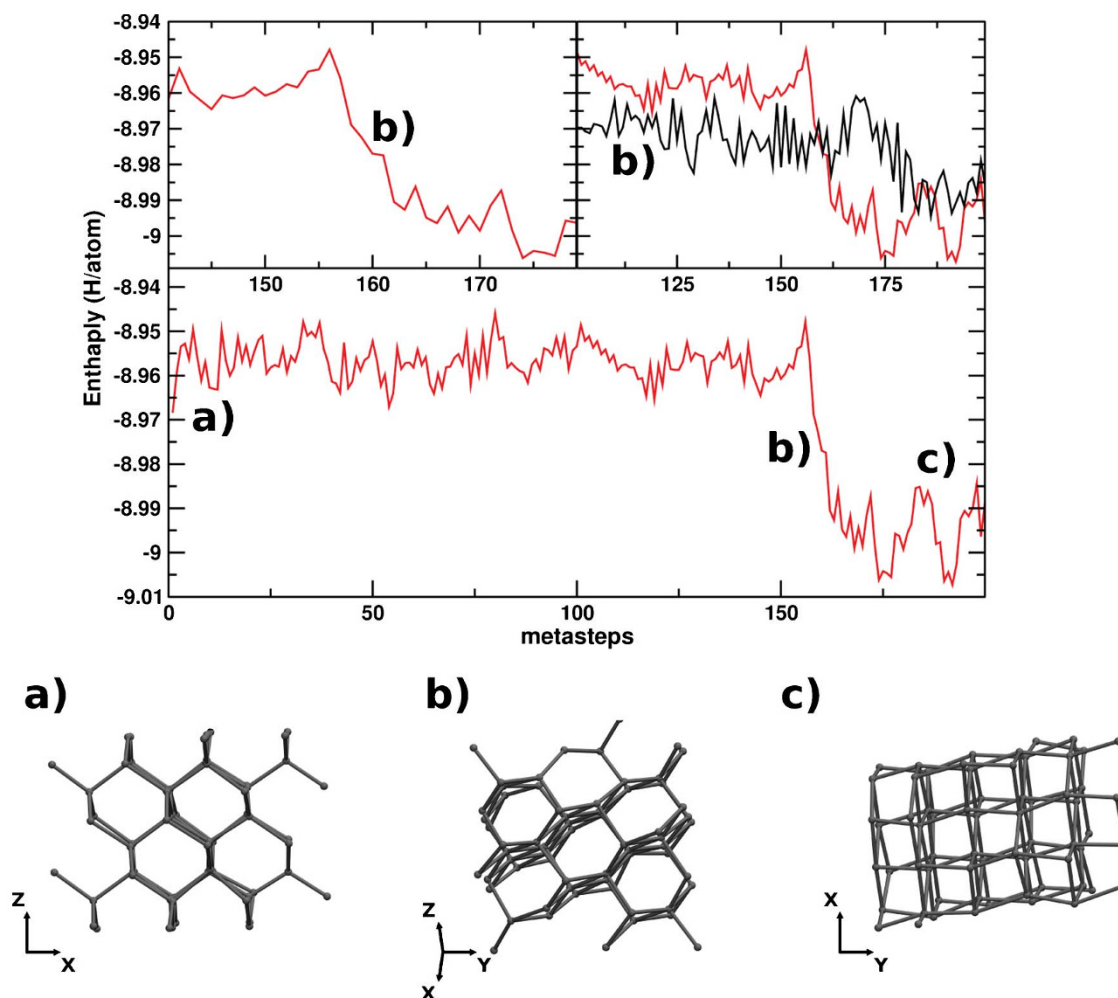 -8.94
-8.95
-8.96
-8.97
-8.98
-8.99
-9
b)
b)
150 160 170 125 150 175
-8.94
-8.95
-8.96
-8.97
-8.98
-8.99
-9
-9.01
Enthaply (H/atom)
a)
b)
c)
0 50 100 150
metasteps
a) b) c)
Z
X
Z
Y
X
X
Y